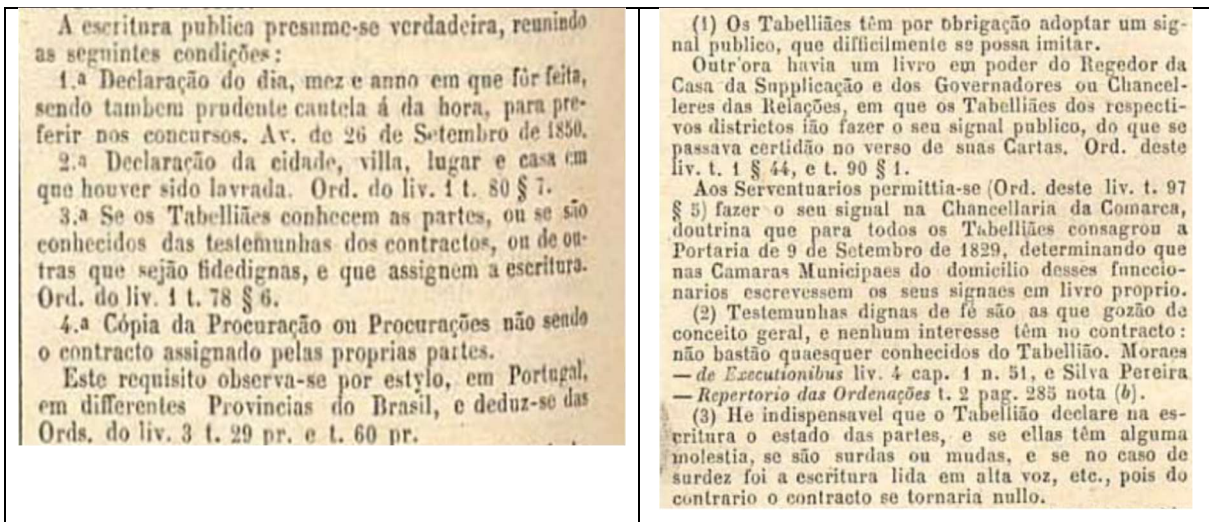 A escritura publica presume-se verdadeira, reunindo
as seguintes condições:
1.ª Declaração do dia, mez e anno em que fôr feita,
sendo tambem prudente cautela á da hora, para pre-
ferir nos concursos. Av. de 26 de Setembro de 1850.
2.ª Declaração da cidade, villa, lugar e casa em
que houver sido lavrada. Ord. do liv. 1 t. 80 § 7.
3.ª Se os Tabelliães conhecem as partes, ou se são
conhecidos das testemunhas dos contractos, ou de ou-
tras que sejão fidedignas, e que assignem a escritura.
Ord. do liv. 1 t. 78 § 6.
4.ª Cópia da Procuração ou Procurações não sendo
o contracto assignado pelas proprias partes.
Este requisito observa-se por estylo, em Portugal,
em differentes Provincias do Brasil, e deduz-se das
Ords. do liv. 3 t. 29 pr. e t. 60 pr.
(1) Os Tabelliães têm por obrigação adoptar um sig-
nal publico, que difficilmente se possa imitar.
Outr'ora havia um livro em poder do Regedor da
Casa da Supplicação e dos Governadores ou Chancel-
leres das Relações, em que os Tabelliães dos respecti-
vos districtos ião fazer o seu signal publico, do que se
passava certidão no verso de suas Cartas. Ord. deste
liv. t. 1 § 44, e t. 90 § 1.
Aos Serventuarios permittia-se (Ord. deste liv. t. 97
§ 5) fazer o seu signal na Chancellaria da Comarca,
doutrina que para todos os Tabelliães consagrou a
Portaria de 9 de Setembro de 1829, determinando que
nas Camaras Municipaes do domicilio desses funccio-
narios escrevessem os seus signaes em livro proprio.
(2) Testemunhas dignas de fé são as que gozão de
conceito geral, e nenhum interesse têm no contracto:
não bastão quaesquer conhecidos do Tabellião. Moraes
— de Executionibus liv. 4 cap. 1 n. 51, e Silva Pereira
— Repertorio das Ordenações t. 2 pag. 285 nota (b).
(3) He indispensavel que o Tabellião declare na es-
critura o estado das partes, e se ellas têm alguma
molestia, se são surdas ou mudas, e se no caso de
surdez foi a escritura lida em alta voz, etc., pois do
contrario o contracto se tornaria nullo.